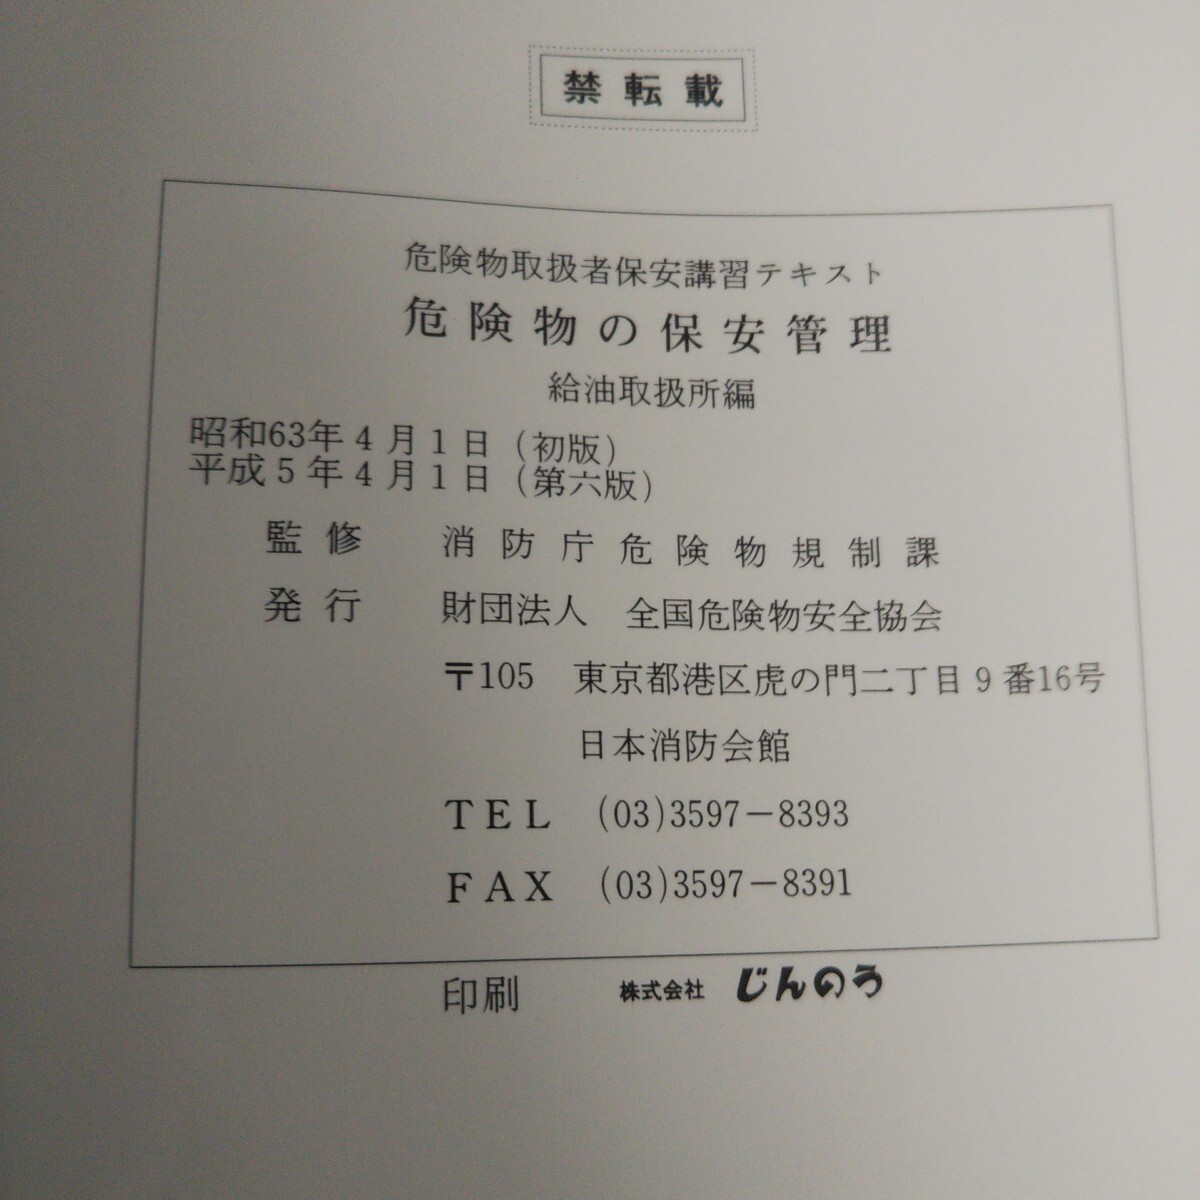 禁転載
危険物取扱者保安講習テキスト
危険物の保安管理
給油取扱所編
昭和63年4月1日(初版)
平成5年4月1日(第六版)
監修 消防庁危険物規制課
発行 財団法人 全国危険物安全協会
〒105 東京都港区虎の門二丁目9番16号
日本消防会館
TEL (03)3597-8393
FAX (03)3597-8391
印刷 株式会社 じんのう